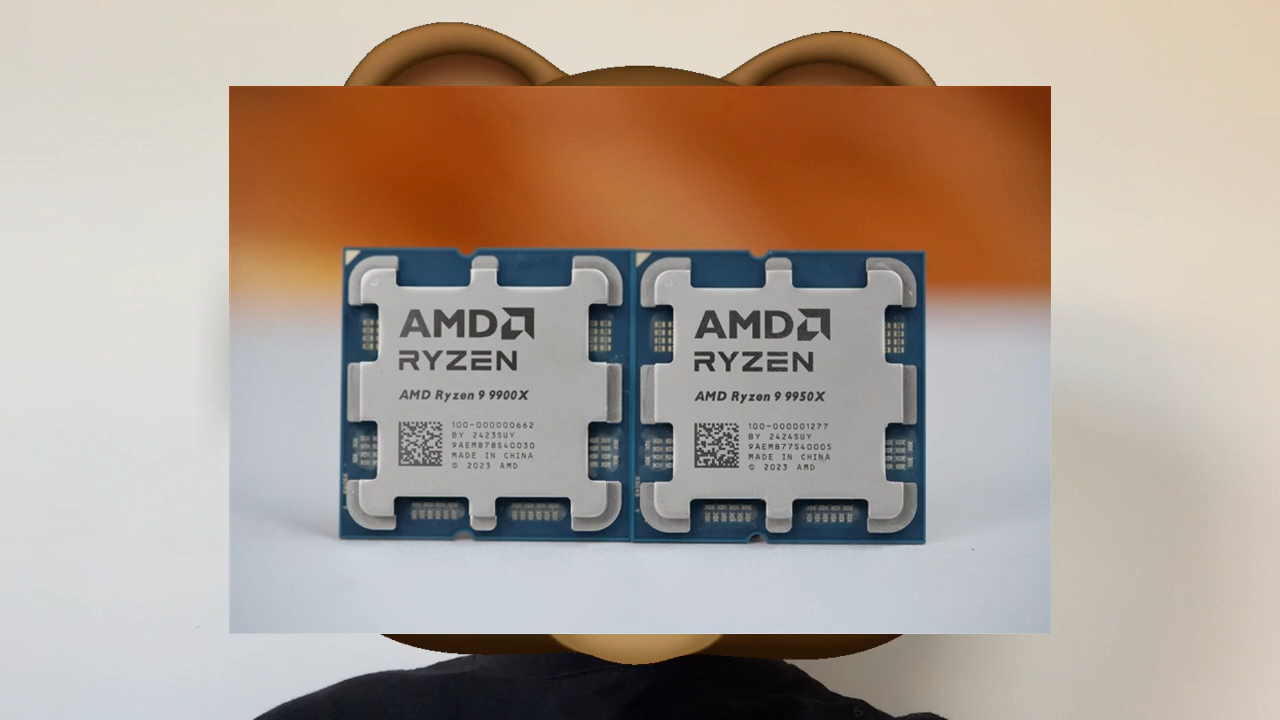 AMD
RYZEN
AMD Ryzen 9 9900X
100-000000662
BY 2423SUY
9AEM878S40030
MADE IN CHINA
© 2023 AMD
AMD
RYZEN
AMD Ryzen 9 9950X
100-000001277
BY 2424SUY
9AEM877S40005
MADE IN CHINA
© 2023 AMD